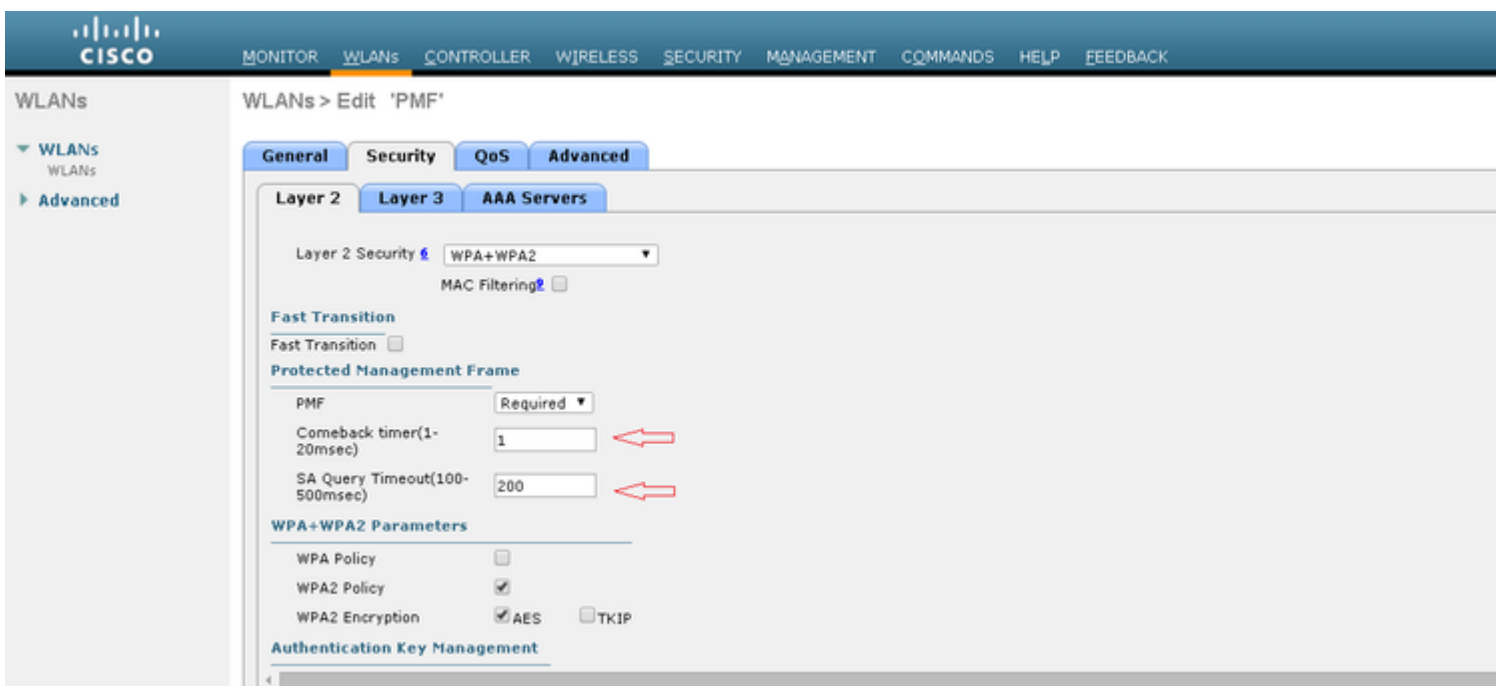 CISCO
MONITOR WLANs CONTROLLER WIRELESS SECURITY MANAGEMENT COMMANDS HELP FEEDBACK
WLANs
WLANs > Edit 'PMF'
WLANs
WLANs
Advanced
General Security QoS Advanced
Layer 2 Layer 3 AAA Servers
Layer 2 Security 6 WPA+WPA2
MAC Filtering 9
Fast Transition
Fast Transition
Protected Management Frame
PMF Required
Comeback timer(1-
20msec) 1
SA Query Timeout(100-
500msec) 200
WPA+WPA2 Parameters
WPA Policy
WPA2 Policy
WPA2 Encryption AES TKIP
Authentication Key Management